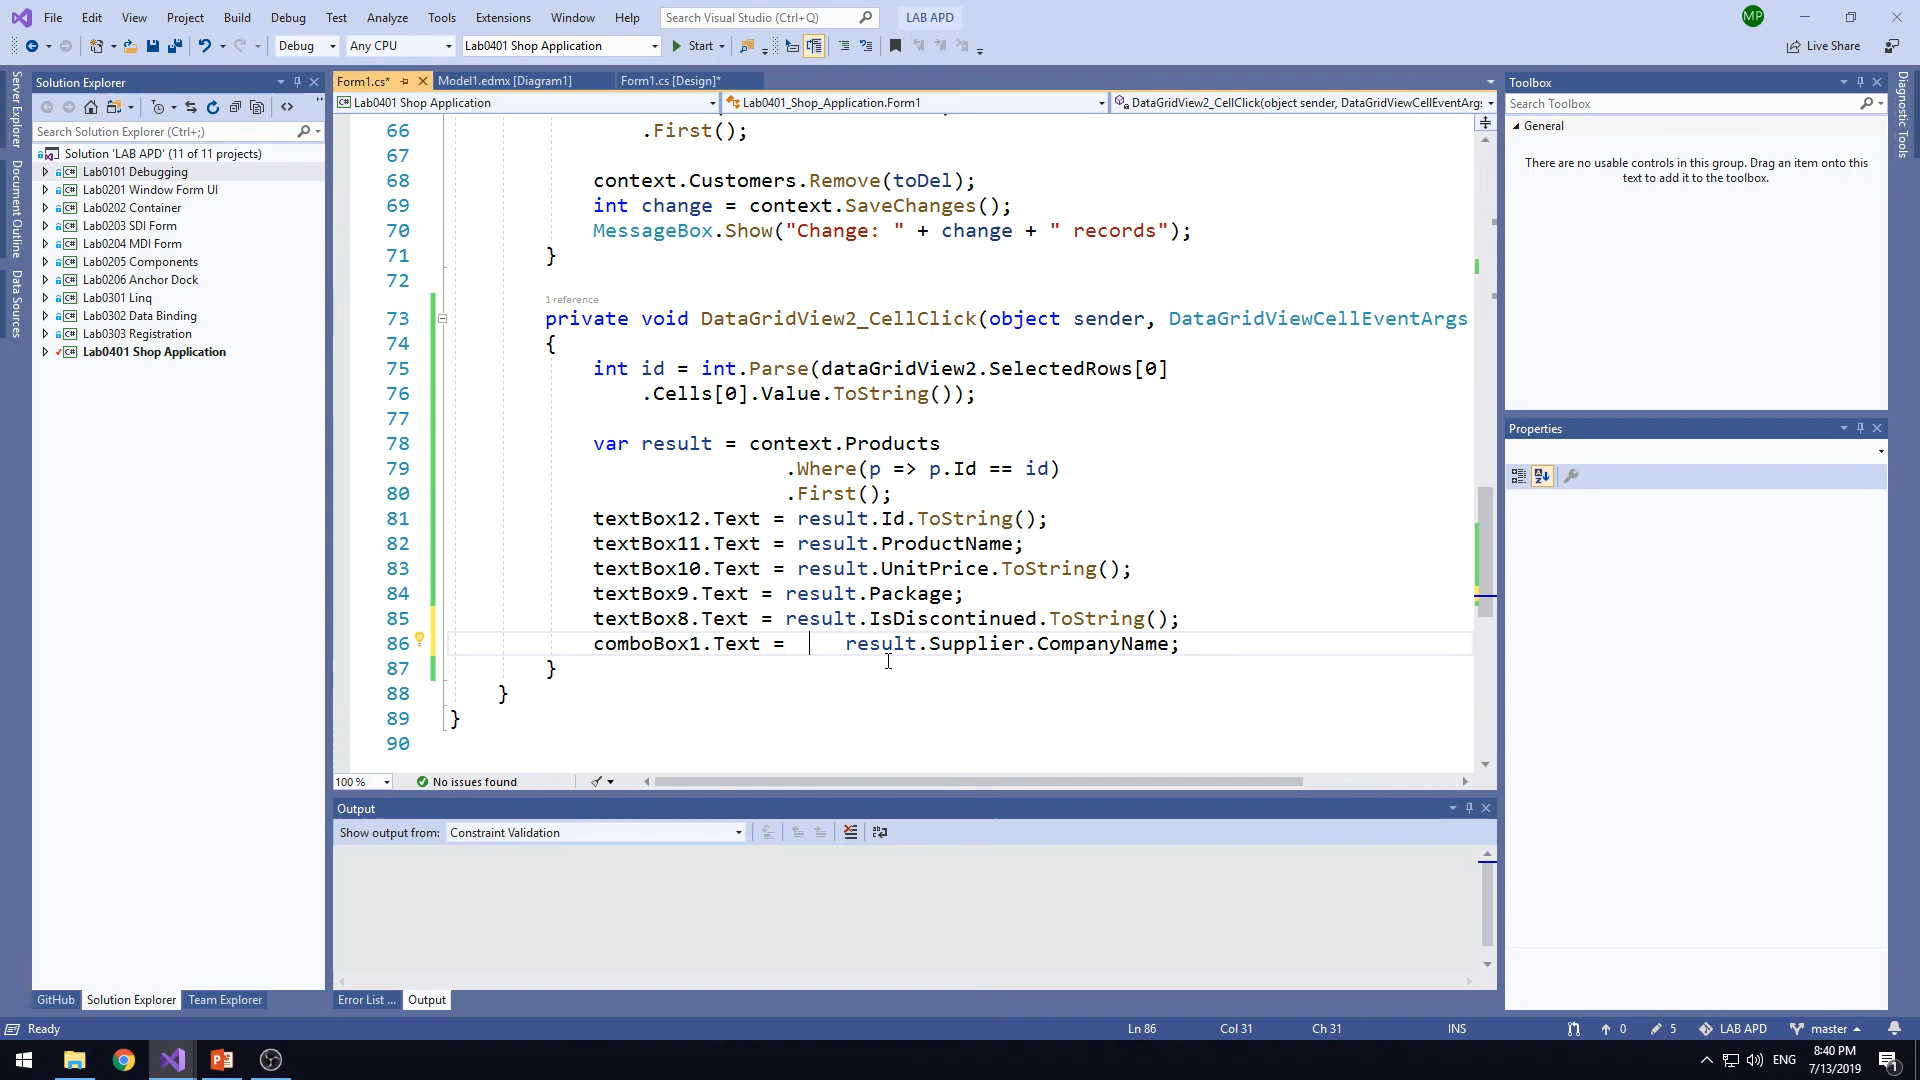 File Edit View Project Build Debug Test Analyze Tools Extensions Window Help Search Visual Studio (Ctrl+Q) LAB APD MP
Debug Any CPU Lab0401 Shop Application Start Live Share
Server Explorer
Document Outline
Data Sources
Solution Explorer
Search Solution Explorer (Ctrl+;)
Solution 'LAB APD' (11 of 11 projects)
Lab0101 Debugging
Lab0201 Window Form UI
Lab0202 Container
Lab0203 SDI Form
Lab0204 MDI Form
Lab0205 Components
Lab0206 Anchor Dock
Lab0301 Linq
Lab0302 Data Binding
Lab0303 Registration
Lab0401 Shop Application
GitHub Solution Explorer Team Explorer
Form1.cs* Model1.edmx [Diagram1] Form1.cs [Design]*
Lab0401 Shop Application Lab0401_Shop_Application.Form1 DataGridView2_CellClick(object sender, DataGridViewCellEventArgs
66 .First();
67
68 context.Customers.Remove(toDel);
69 int change = context.SaveChanges();
70 MessageBox.Show("Change: " + change + " records");
71 }
72
1 reference
73 private void DataGridView2_CellClick(object sender, DataGridViewCellEventArgs
74 {
75 int id = int.Parse(dataGridView2.SelectedRows[0]
76 .Cells[0].Value.ToString());
77
78 var result = context.Products
79 .Where(p => p.Id == id)
80 .First();
81 textBox12.Text = result.Id.ToString();
82 textBox11.Text = result.ProductName;
83 textBox10.Text = result.UnitPrice.ToString();
84 textBox9.Text = result.Package;
85 textBox8.Text = result.IsDiscontinued.ToString();
86 comboBox1.Text = result.Supplier.CompanyName;
87 }
88 }
89 }
90
100 % No issues found
Output
Show output from: Constraint Validation
Error List ... Output
Toolbox
Search Toolbox
General
There are no usable controls in this group. Drag an item onto this
text to add it to the toolbox.
Properties
Diagnostic Tools
Ready Ln 86 Col 31 Ch 31 INS 0 5 LAB APD master
ENG 8:40 PM
7/13/2019
1